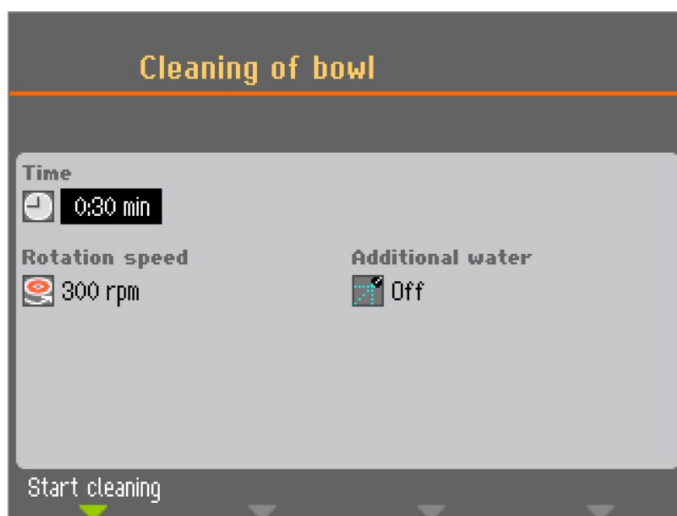 Cleaning of bowl
Time
0:30 min
Rotation speed
300 rpm
Additional water
Off
Start cleaning